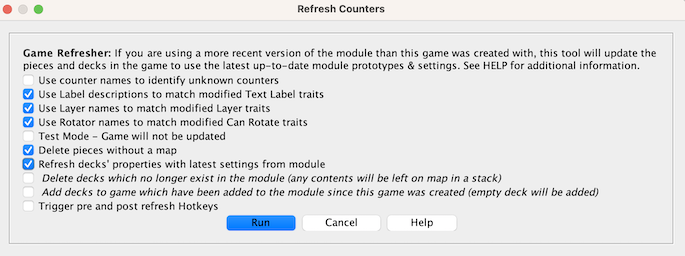 Refresh Counters
Game Refresher: If you are using a more recent version of the module than this game was created with, this tool will update the
pieces and decks in the game to use the latest up-to-date module prototypes & settings. See HELP for additional information.
Use counter names to identify unknown counters
Use Label descriptions to match modified Text Label traits
Use Layer names to match modified Layer traits
Use Rotator names to match modified Can Rotate traits
Test Mode - Game will not be updated
Delete pieces without a map
Refresh decks' properties with latest settings from module
Delete decks which no longer exist in the module (any contents will be left on map in a stack)
Add decks to game which have been added to the module since this game was created (empty deck will be added)
Trigger pre and post refresh Hotkeys
Run Cancel Help